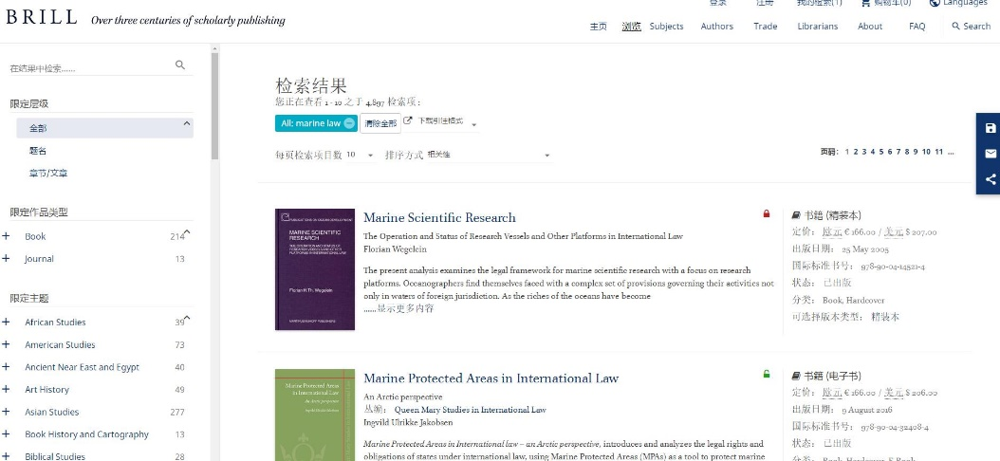 BRILL Over three centuries of scholarly publishing
登录 注册 我的检索(1) 购物车(0) Languages
主页 浏览 Subjects Authors Trade Librarians About FAQ Search
在结果中检索......
限定层级
全部
题名
章节/文章
限定作品类型
Book 214
Journal 13
限定主题
African Studies 39
American Studies 73
Ancient Near East and Egypt 40
Art History 49
Asian Studies 277
Book History and Cartography 13
Biblical Studies 28
检索结果
您正在查看 1 - 10 之于 4,897 检索项 :
All: marine law 清除全部 下载引注格式
每页检索项目数 10 排序方式 相关性
页码： 1 2 3 4 5 6 7 8 9 10 11 ...
MARINE SCIENTIFIC
RESEARCH
THE OPERATION AND STATUS OF
RESEARCH VESSELS AND OTHER
PLATFORMS IN INTERNATIONAL LAW
Florian H.Th. Wegelein
MARTINUS NIJHOFF PUBLISHERS
Marine Scientific Research
The Operation and Status of Research Vessels and Other Platforms in International Law
Florian Wegelein
The present analysis examines the legal framework for marine scientific research with a focus on research
platforms. Oceanographers find themselves faced with a complex set of provisions governing their activities not
only in waters of foreign jurisdiction. As the riches of the oceans have become
......显示更多内容
书籍 (精装本)
定价： 欧元 € 166.00 / 美元 $ 207.00
出版日期： 25 May 2005
国际标准书号： 978-90-04-14521-4
状态： 已出版
分类： Book, Hardcover
可选择版本类型： 精装本
Marine Protected Areas
in International Law
An Arctic perspective
Ingvild Ulrikke Jakobsen
Marine Protected Areas in International Law
An Arctic perspective
丛编： Queen Mary Studies in International Law
Ingvild Ulrikke Jakobsen
Marine Protected Areas in International law – an Arctic perspective, introduces and analyzes the legal rights and
obligations of states under international law, using Marine Protected Areas (MPAs) as a tool to protect marine
书籍 (电子书)
定价： 欧元 € 166.00 / 美元 $ 206.00
出版日期： 9 August 2016
国际标准书号： 978-90-04-32408-4
状态： 已出版
分类： Book, Hardcover, E-Book